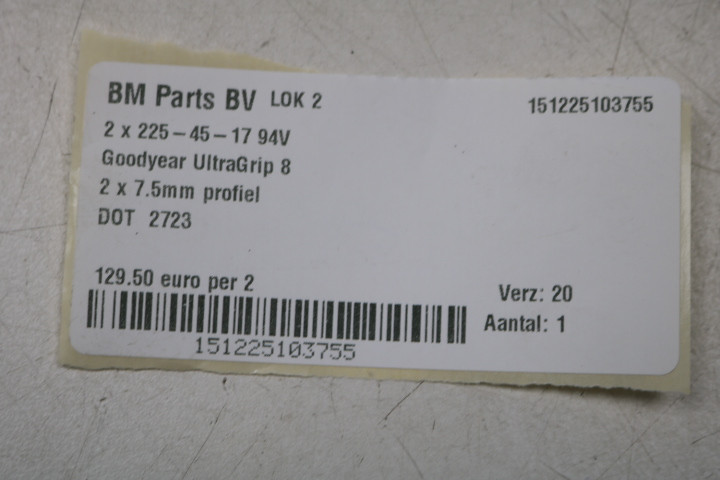 BM Parts BV LOK 2 151225103755
2 x 225-45-17 94V
Goodyear UltraGrip 8
2 x 7.5mm profiel
DOT 2723
129.50 euro per 2
Verz: 20
Aantal: 1
151225103755